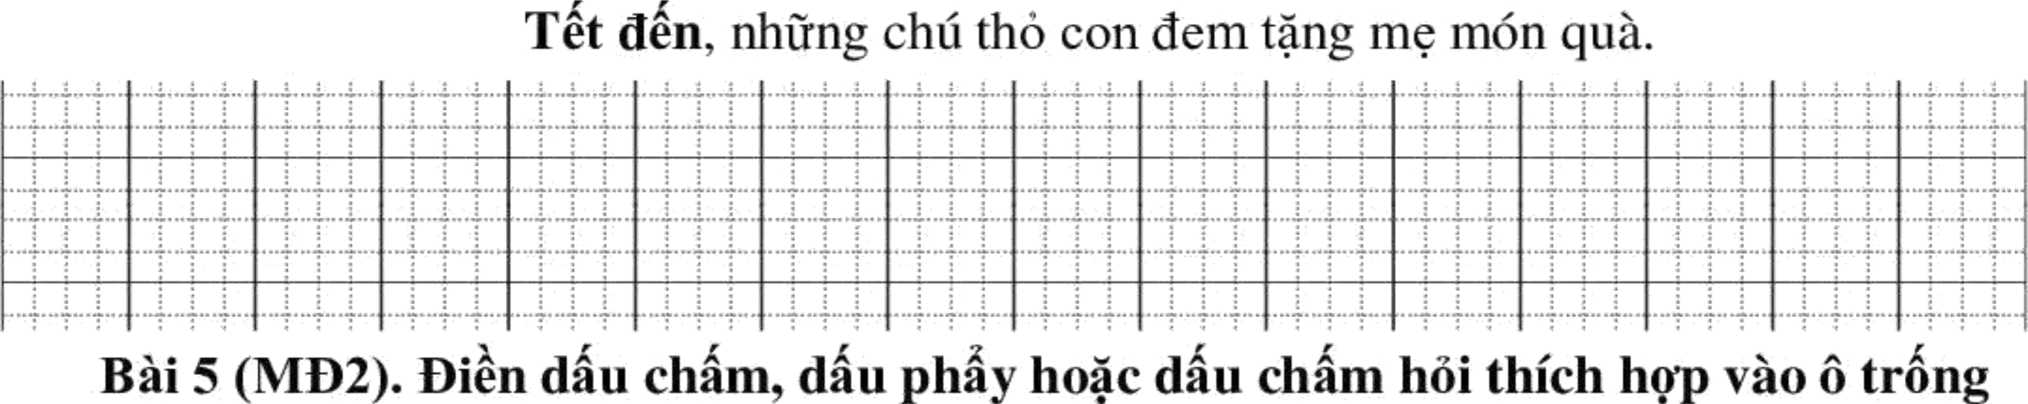 Tết đến, những chú thỏ con đem tặng mẹ món quà.
Bài 5 (MĐ2). Điền dấu chấm, dấu phẩy hoặc dấu chấm hỏi thích hợp vào ô trống